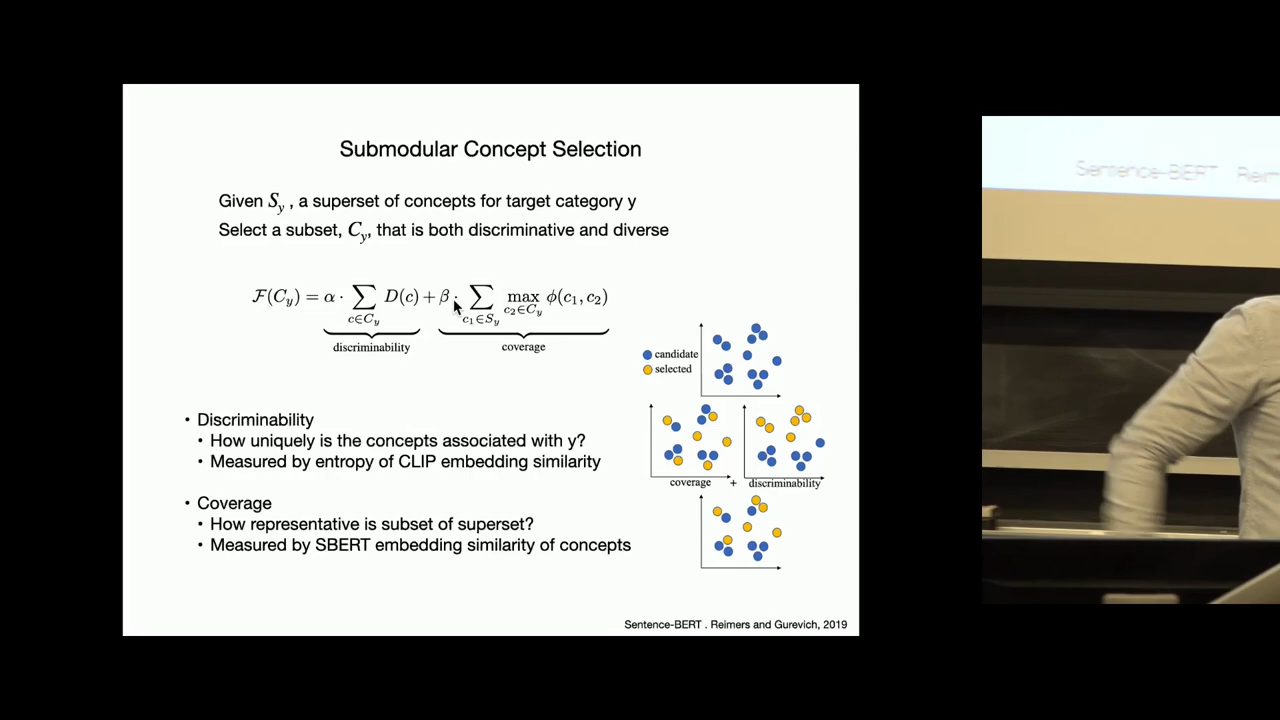 Submodular Concept Selection
Given S_y , a superset of concepts for target category y
Select a subset, C_y, that is both discriminative and diverse
F(C_y) = α · ∑_{c∈C_y} D(c) + β · ∑_{c_1∈S_y} max_{c_2∈C_y} ϕ(c_1, c_2)
discriminability
coverage
candidate
selected
• Discriminability
• How uniquely is the concepts associated with y?
• Measured by entropy of CLIP embedding similarity
coverage + discriminability
• Coverage
• How representative is subset of superset?
• Measured by SBERT embedding similarity of concepts
Sentence-BERT . Reimers and Gurevich, 2019
Sentence-BERT Reim